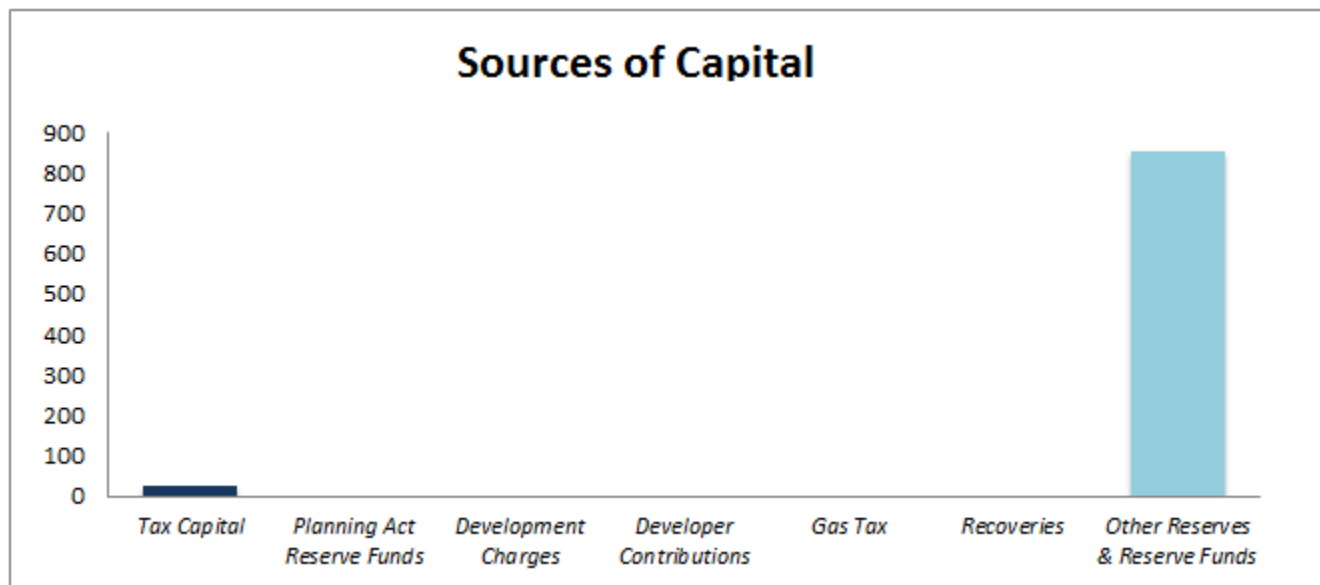 Sources of Capital
900
800
700
600
500
400
300
200
100
0
Tax Capital
Planning Act
Reserve Funds
Development
Charges
Developer
Contributions
Gas Tax
Recoveries
Other Reserves
& Reserve Funds